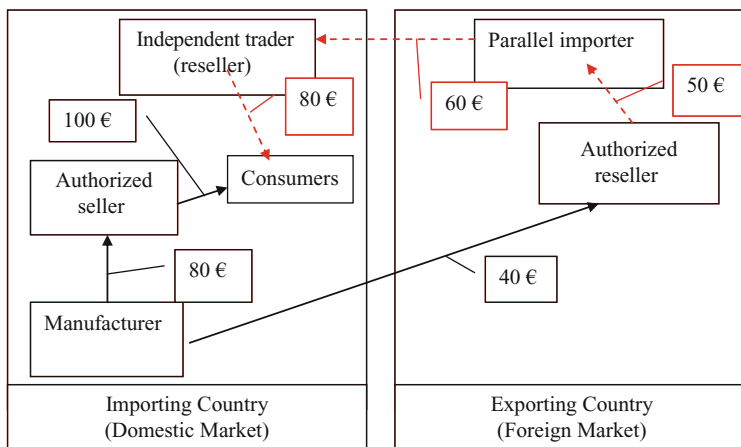 Independent trader
(reseller)
Parallel importer
80 €
60 €
50 €
100 €
Authorized
seller
Consumers
Authorized
reseller
80 €
40 €
Manufacturer
Importing Country
(Domestic Market)
Exporting Country
(Foreign Market)